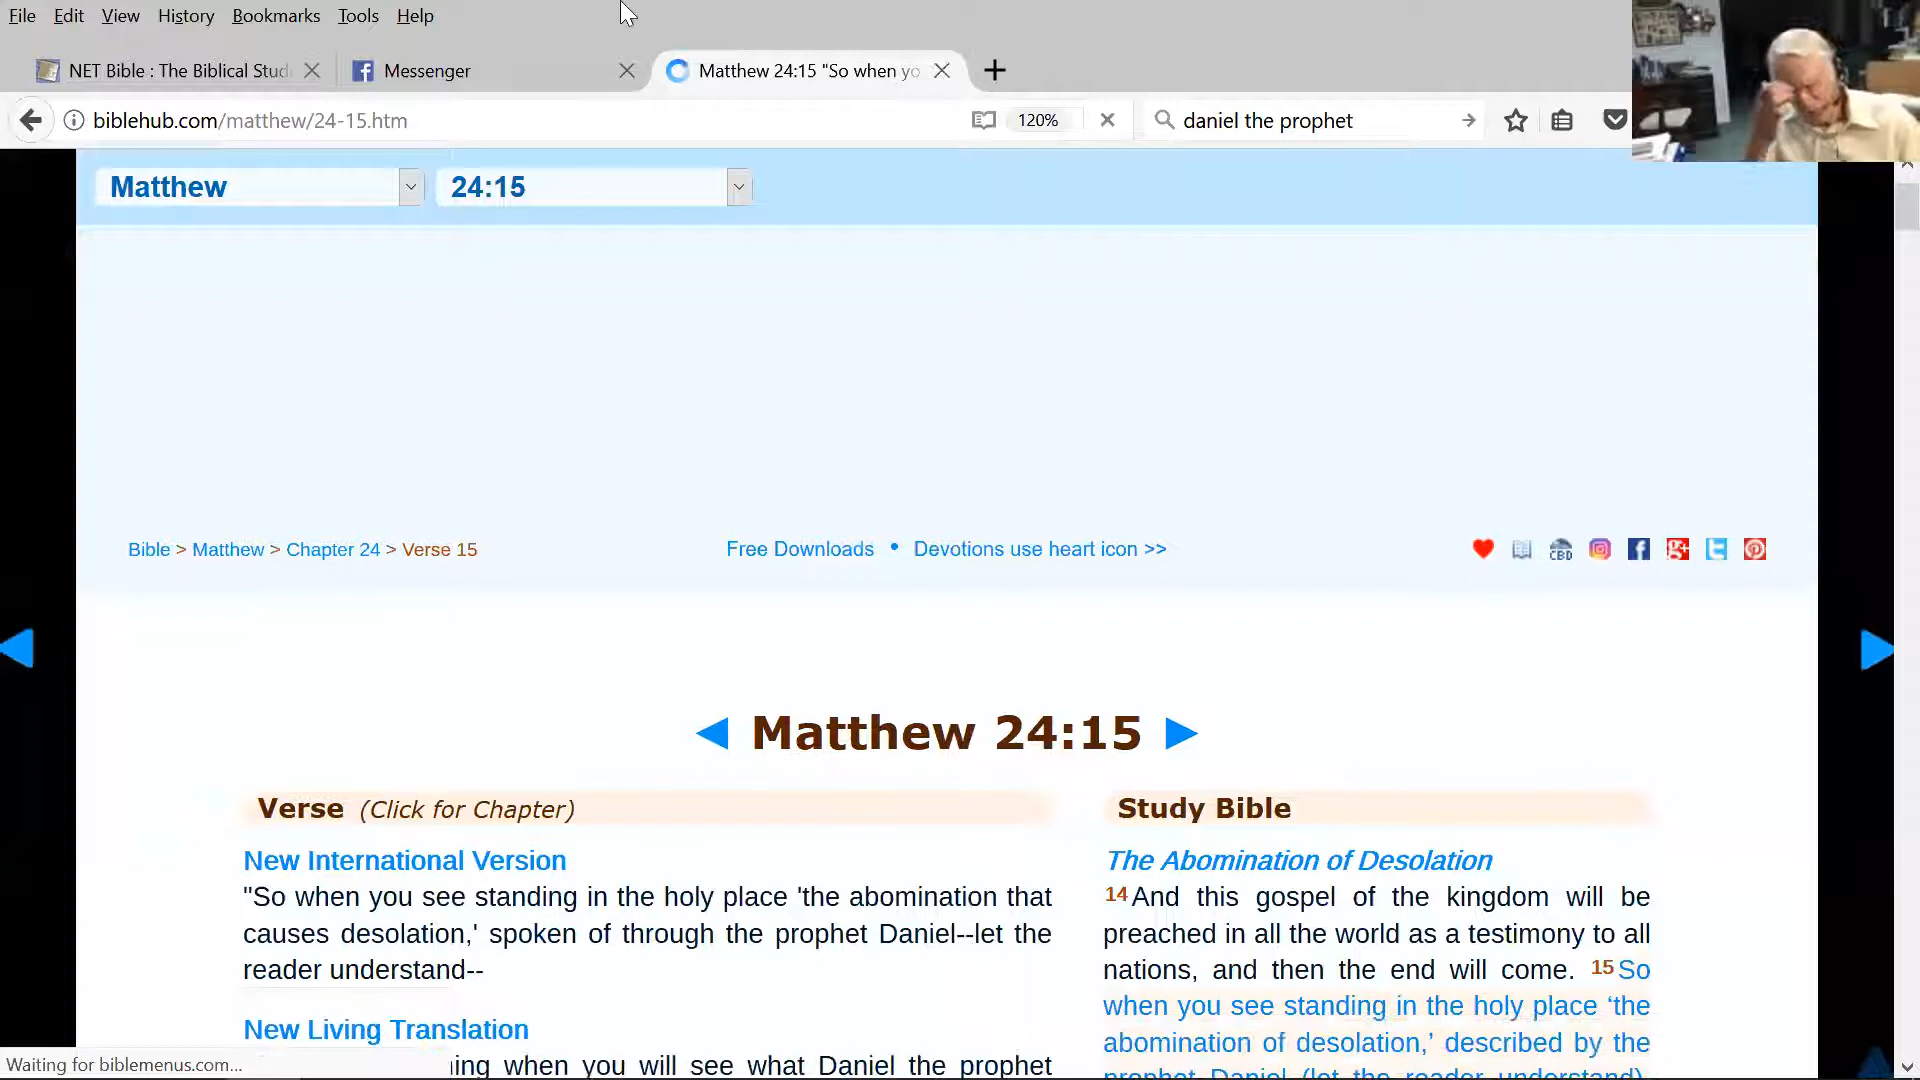 File Edit View History Bookmarks Tools Help
NET Bible : The Biblical Stud
Messenger
Matthew 24:15 "So when yo
biblehub.com/matthew/24-15.htm
120%
daniel the prophet
Matthew
24:15
Bible > Matthew > Chapter 24 > Verse 15
Free Downloads • Devotions use heart icon >>
CBD
Matthew 24:15
Verse (Click for Chapter)
New International Version
"So when you see standing in the holy place 'the abomination that
causes desolation,' spoken of through the prophet Daniel--let the
reader understand--
New Living Translation
when you will see what Daniel the prophet
Study Bible
The Abomination of Desolation
14 And this gospel of the kingdom will be
preached in all the world as a testimony to all
nations, and then the end will come. 15 So
when you see standing in the holy place ‘the
abomination of desolation,’ described by the
prophet Daniel (let the reader understand),
Waiting for biblemenus.com...